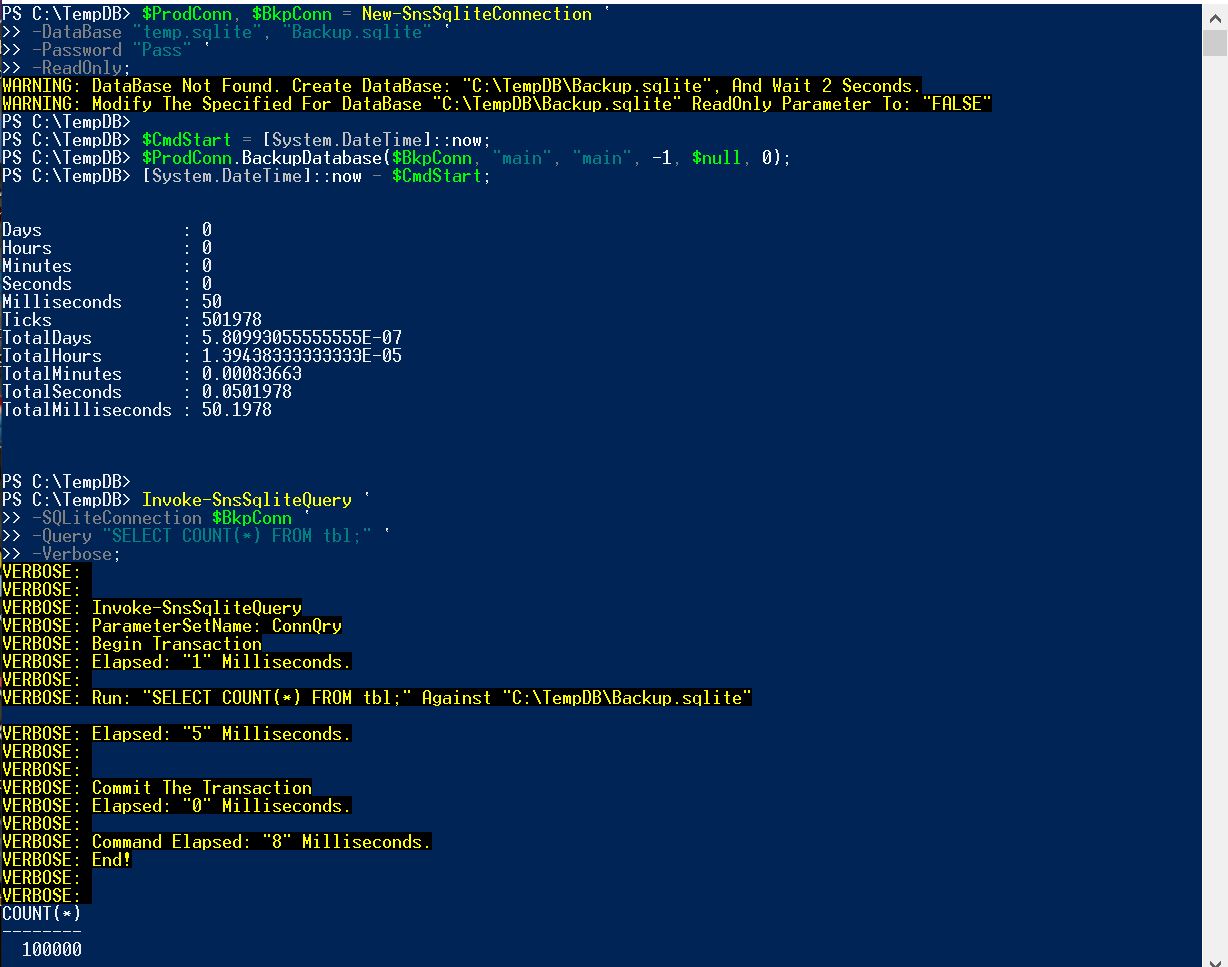 PS C:\TempDB> $ProdConn, $BkpConn = New-SnsSqliteConnection `
>> -DataBase "temp.sqlite", "Backup.sqlite" `
>> -Password "Pass" `
>> -ReadOnly;
WARNING: DataBase Not Found. Create DataBase: "C:\TempDB\Backup.sqlite", And Wait 2 Seconds.
WARNING: Modify The Specified For DataBase "C:\TempDB\Backup.sqlite" ReadOnly Parameter To: "FALSE"
PS C:\TempDB>
PS C:\TempDB> $CmdStart = [System.DateTime]::now;
PS C:\TempDB> $ProdConn.BackupDatabase($BkpConn, "main", "main", -1, $null, 0);
PS C:\TempDB> [System.DateTime]::now - $CmdStart;
Days : 0
Hours : 0
Minutes : 0
Seconds : 0
Milliseconds : 50
Ticks : 501978
TotalDays : 5.80993055555555E-07
TotalHours : 1.39438333333333E-05
TotalMinutes : 0.00083663
TotalSeconds : 0.0501978
TotalMilliseconds : 50.1978
PS C:\TempDB>
PS C:\TempDB> Invoke-SnsSqliteQuery `
>> -SQLiteConnection $BkpConn `
>> -Query "SELECT COUNT(*) FROM tbl;" `
>> -Verbose;
VERBOSE:
VERBOSE:
VERBOSE: Invoke-SnsSqliteQuery
VERBOSE: ParameterSetName: ConnQry
VERBOSE: Begin Transaction
VERBOSE: Elapsed: "1" Milliseconds.
VERBOSE:
VERBOSE: Run: "SELECT COUNT(*) FROM tbl;" Against "C:\TempDB\Backup.sqlite"
VERBOSE: Elapsed: "5" Milliseconds.
VERBOSE:
VERBOSE:
VERBOSE: Commit The Transaction
VERBOSE: Elapsed: "0" Milliseconds.
VERBOSE:
VERBOSE: Command Elapsed: "8" Milliseconds.
VERBOSE: End!
VERBOSE:
VERBOSE:
COUNT(*)
--------
100000